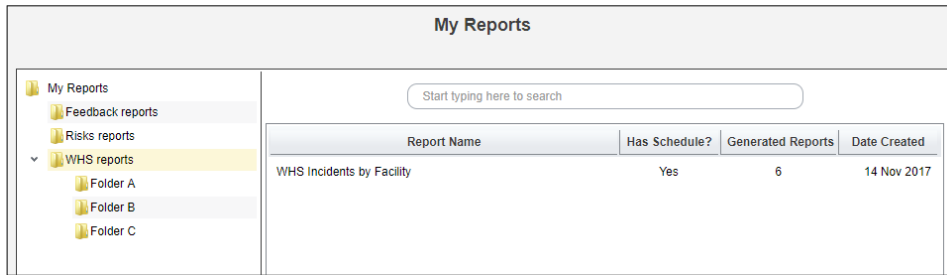 My Reports
My Reports
Feedback reports
Risks reports
WHS reports
Folder A
Folder B
Folder C
Start typing here to search
Report Name Has Schedule? Generated Reports Date Created
WHS Incidents by Facility Yes 6 14 Nov 2017